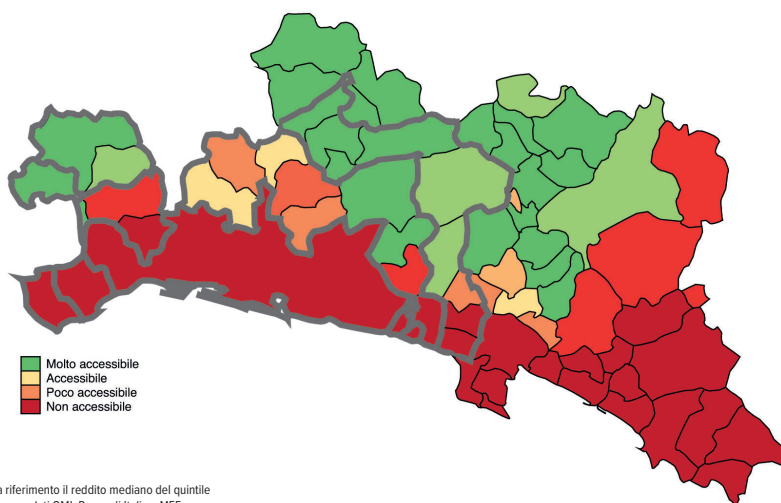 Molto accessibile
Accessibile
Poco accessibile
Non accessibile
a riferimento il reddito mediano del quintile